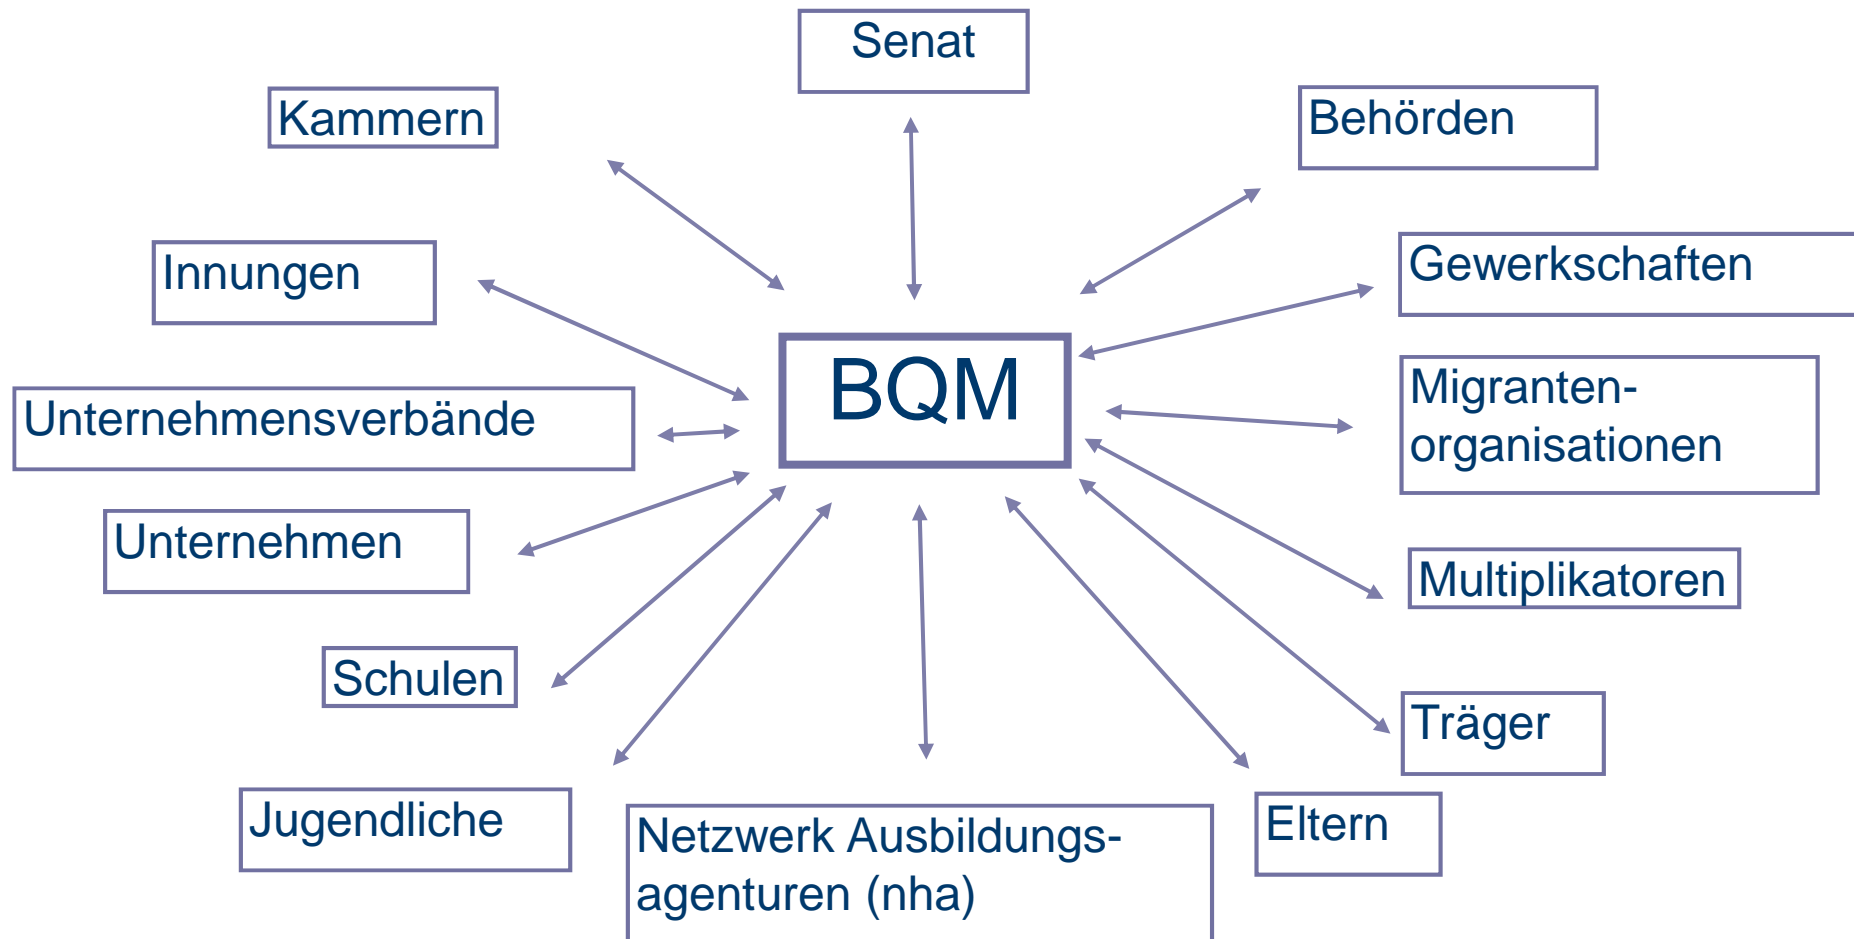 Senat
Kammern
Behörden
Innungen
Gewerkschaften
BQM
Unternehmensverbände
Migranten-
organisationen
Unternehmen
Multiplikatoren
Schulen
Träger
Jugendliche
Netzwerk Ausbildungs-
agenturen (nha)
Eltern